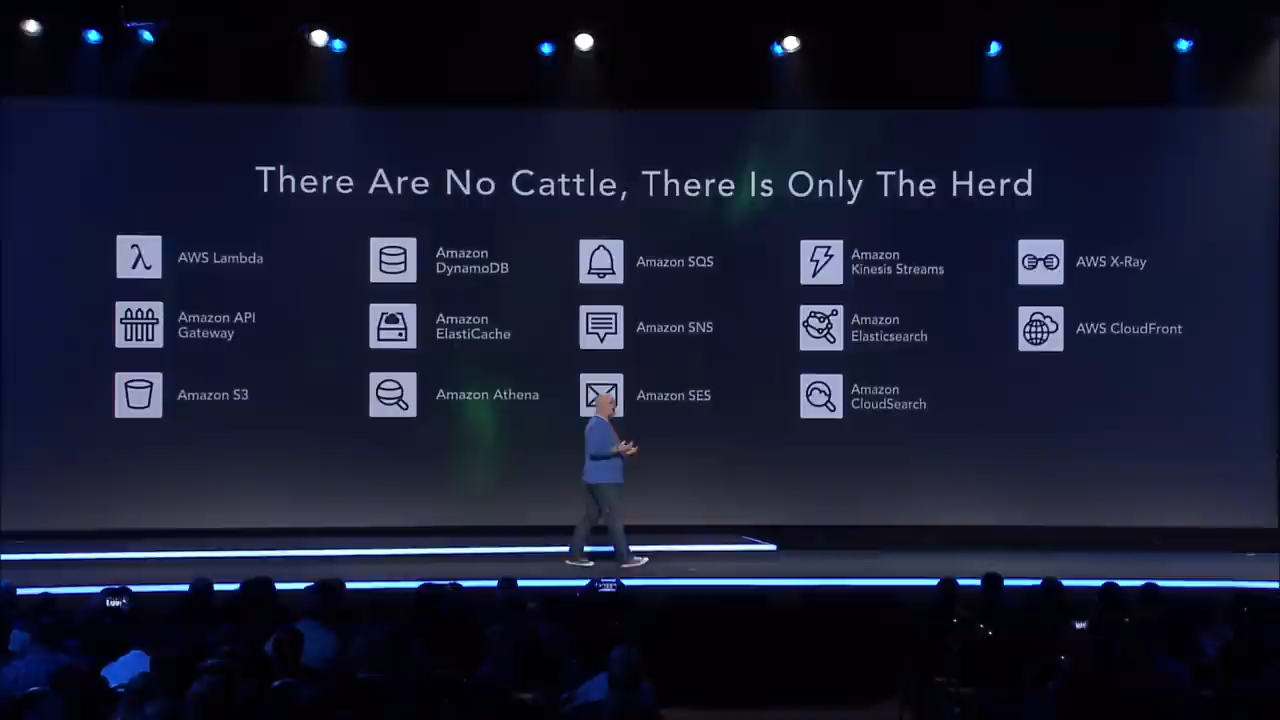 There Are No Cattle, There Is Only The Herd
λ
AWS Lambda
Amazon API
Gateway
Amazon S3
Amazon
DynamoDB
Amazon
ElastiCache
Amazon Athena
Amazon SQS
Amazon SNS
Amazon SES
Amazon
Kinesis Streams
Amazon
Elasticsearch
Amazon
CloudSearch
AWS X-Ray
AWS CloudFront